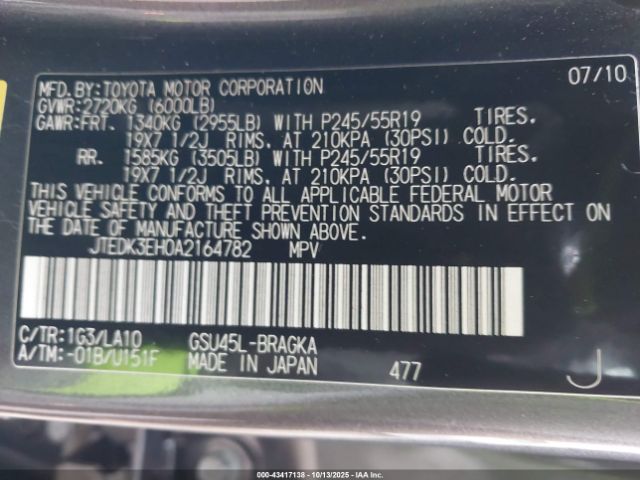 MFD.BY:TOYOTA MOTOR CORPORATION 07/10
GVWR:2720KG (6000LB)
GAWR:FRT. 1340KG (2955LB) WITH P245/55R19 TIRES.
19X7 1/2J RIMS, AT 210KPA (30PSI) COLD.
RR. 1585KG (3505LB) WITH P245/55R19 TIRES.
19X7 1/2J RIMS, AT 210KPA (30PSI) COLD.
THIS VEHICLE CONFORMS TO ALL APPLICABLE FEDERAL MOTOR
VEHICLE SAFETY AND THEFT PREVENTION STANDARDS IN EFFECT ON
THE DATE OF MANUFACTURE SHOWN ABOVE.
JTEDK3EH0A2164782 MPV
C/TR:1G3/LA10 GSU45L-BRAGKA
A/TM:-01B/U151F MADE IN JAPAN 477 J
000-43417138 - 10/13/2025 - IAA